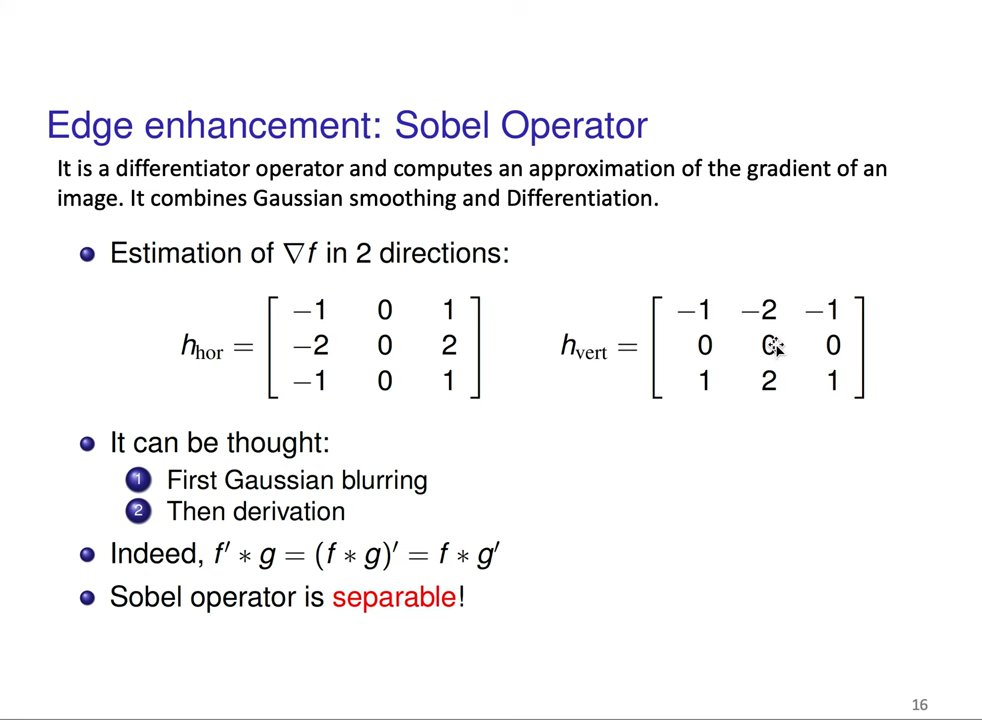 Edge enhancement: Sobel Operator
It is a differentiator operator and computes an approximation of the gradient of an
image. It combines Gaussian smoothing and Differentiation.
Estimation of ∇f in 2 directions:
−1 0 1 −1 −2 −1
h_hor = −2 0 2 h_vert = 0 0 0
−1 0 1 1 2 1
It can be thought:
1 First Gaussian blurring
2 Then derivation
Indeed, f′ ∗ g = (f ∗ g)′ = f ∗ g′
Sobel operator is separable!
16